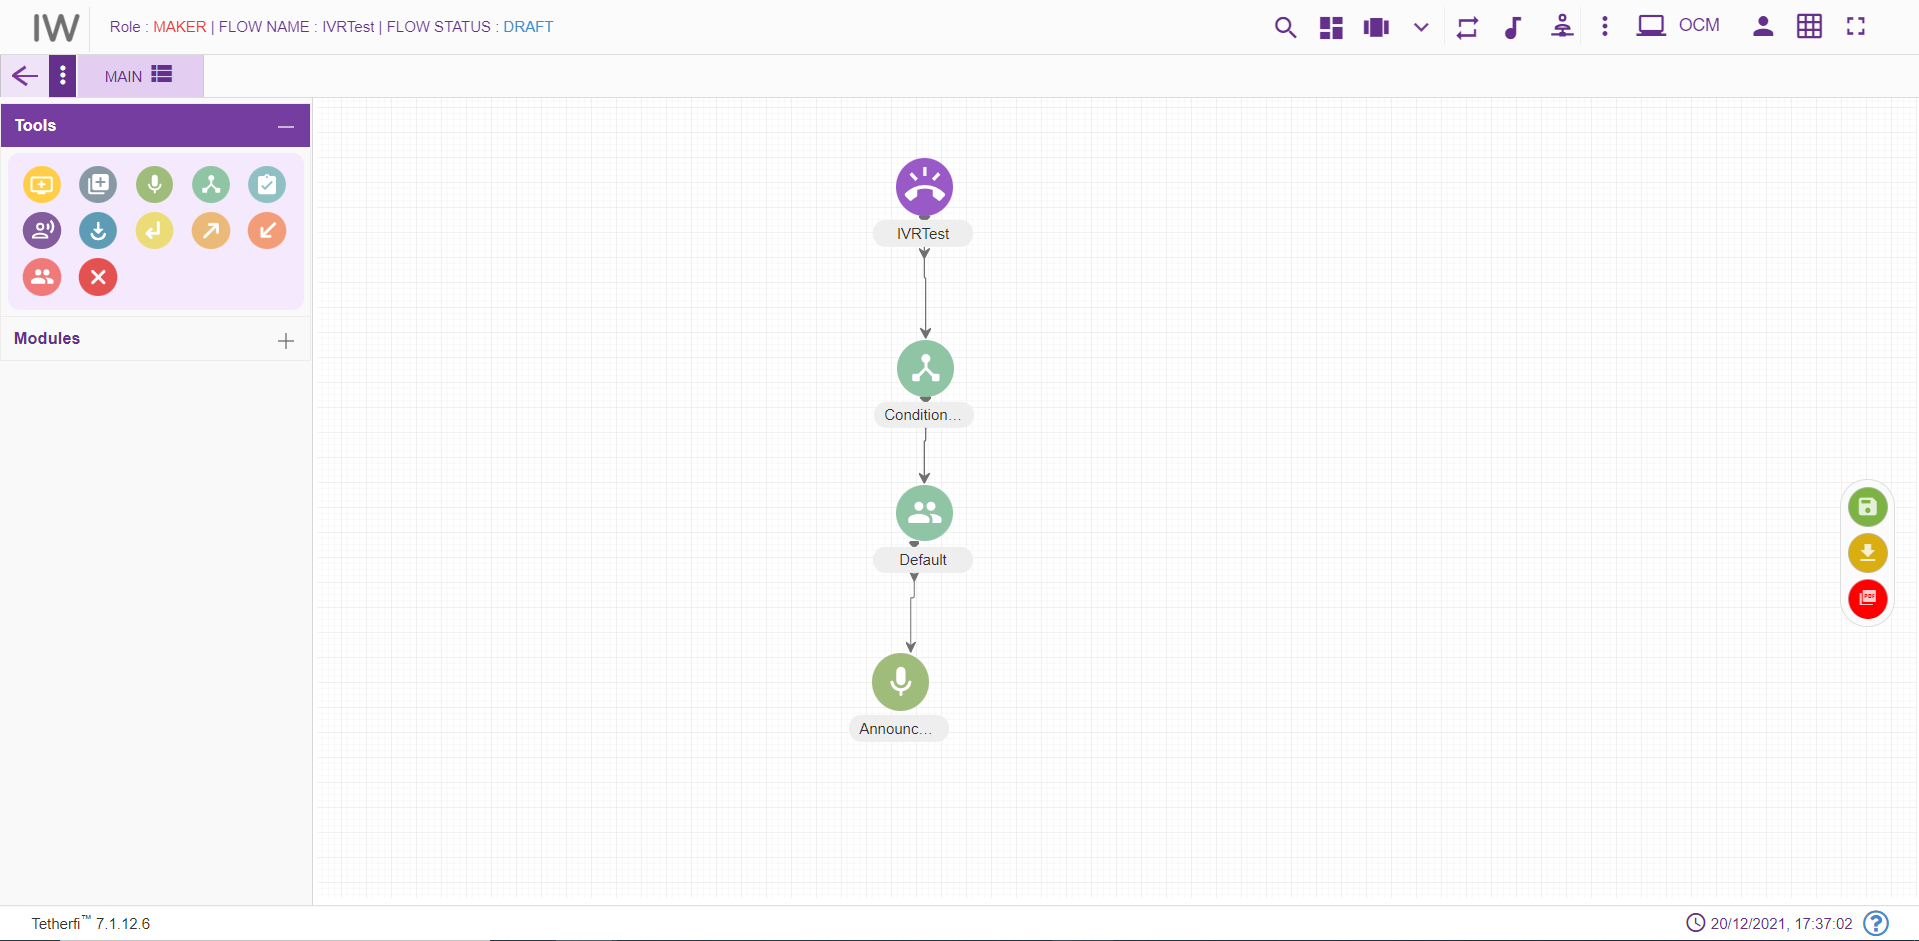 IW
Role : MAKER | FLOW NAME : IVRTest | FLOW STATUS : DRAFT
OCM
MAIN
Tools
Modules
IVRTest
Condition...
Default
Announc...
PDF
Tetherfi™ 7.1.12.6
20/12/2021, 17:37:02
?